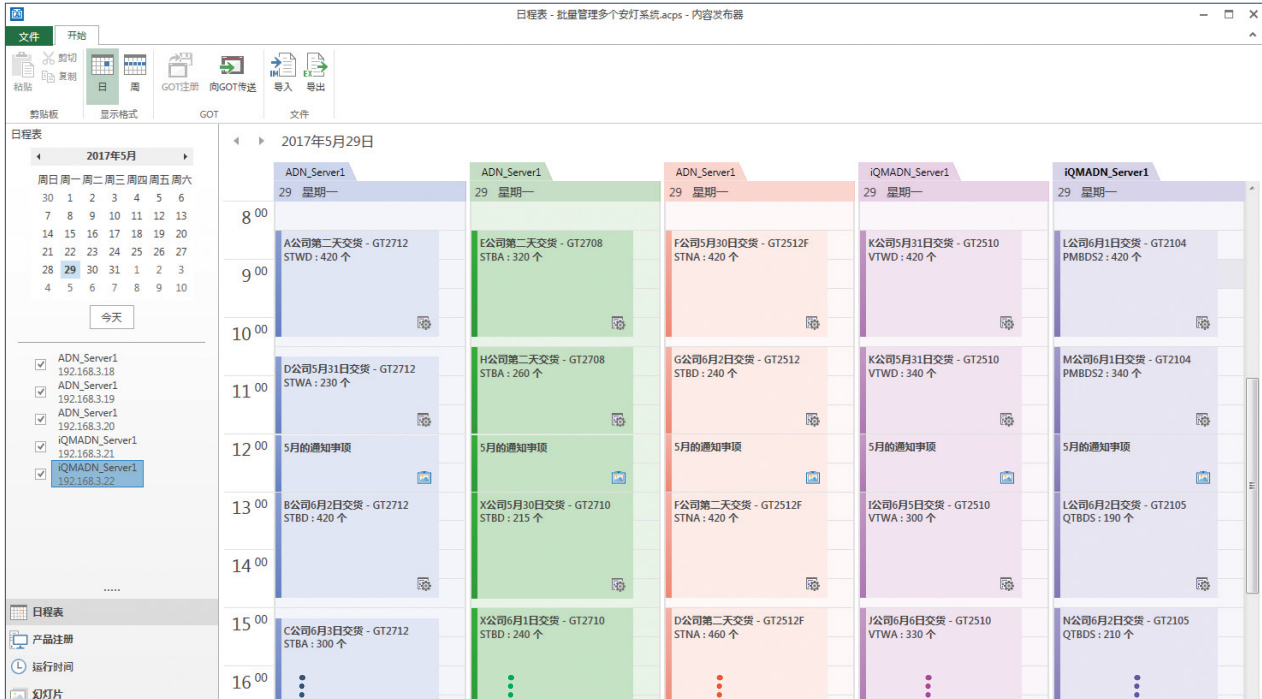 日程表 - 批量管理多个安灯系统.acps - 内容发布器
文件 开始
粘贴 剪切 复制 日 周 GOT注册 向GOT传送 导入 导出
剪贴板 显示格式 GOT 文件
日程表
2017年5月
周日 周一 周二 周三 周四 周五 周六
30 1 2 3 4 5 6
7 8 9 10 11 12 13
14 15 16 17 18 19 20
21 22 23 24 25 26 27
28 29 30 31 1 2 3
4 5 6 7 8 9 10
今天
ADN_Server1
192.168.3.18
ADN_Server1
192.168.3.19
ADN_Server1
192.168.3.20
iQMADN_Server1
192.168.3.21
iQMADN_Server1
192.168.3.22
日程表
产品注册
运行时间
幻灯片
2017年5月29日
ADN_Server1 ADN_Server1 ADN_Server1 iQMADN_Server1 iQMADN_Server1
29 星期一 29 星期一 29 星期一 29 星期一 29 星期一
8 00
A公司第二天交货 - GT2712 E公司第二天交货 - GT2708 F公司5月30日交货 - GT2512F K公司5月31日交货 - GT2510 L公司6月1日交货 - GT2104
STWD : 420 个 STBA : 320 个 STNA : 420 个 VTWD : 420 个 PMBDS2 : 420 个
9 00
10 00
D公司5月31日交货 - GT2712 H公司第二天交货 - GT2708 G公司6月2日交货 - GT2512 K公司5月31日交货 - GT2510 M公司6月1日交货 - GT2104
STWA : 230 个 STBA : 260 个 STBD : 240 个 VTWD : 340 个 PMBDS2 : 340 个
11 00
12 00 5月的通知事项 5月的通知事项 5月的通知事项 5月的通知事项 5月的通知事项
13 00 B公司6月2日交货 - GT2712 X公司5月30日交货 - GT2710 F公司第二天交货 - GT2512F I公司6月5日交货 - GT2510 L公司6月2日交货 - GT2105
STBD : 420 个 STBD : 215 个 STNA : 420 个 VTWA : 300 个 QTBDS : 190 个
14 00
15 00 C公司6月3日交货 - GT2712 X公司6月1日交货 - GT2710 D公司第二天交货 - GT2512F J公司6月6日交货 - GT2510 N公司6月2日交货 - GT2105
STBA : 300 个 STBD : 240 个 STNA : 460 个 VTWA : 330 个 QTBDS : 210 个
16 00